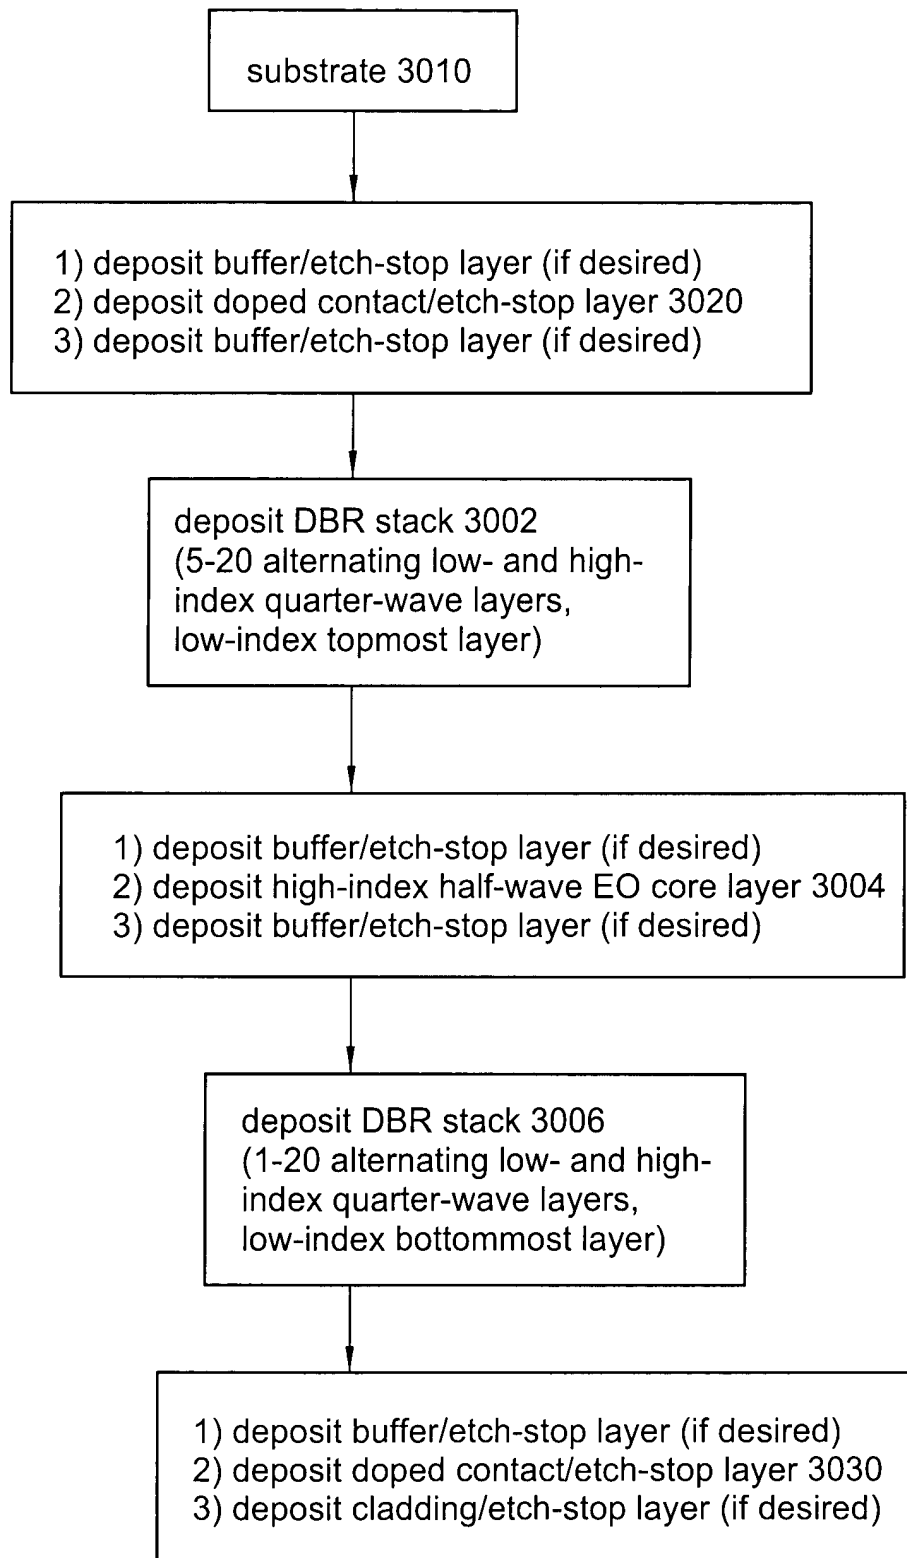 substrate 3010
1) deposit buffer/etch-stop layer (if desired)
2) deposit doped contact/etch-stop layer 3020
3) deposit buffer/etch-stop layer (if desired)
deposit DBR stack 3002
(5-20 alternating low- and high-
index quarter-wave layers,
low-index topmost layer)
1) deposit buffer/etch-stop layer (if desired)
2) deposit high-index half-wave EO core layer 3004
3) deposit buffer/etch-stop layer (if desired)
deposit DBR stack 3006
(1-20 alternating low- and high-
index quarter-wave layers,
low-index bottommost layer)
1) deposit buffer/etch-stop layer (if desired)
2) deposit doped contact/etch-stop layer 3030
3) deposit cladding/etch-stop layer (if desired)